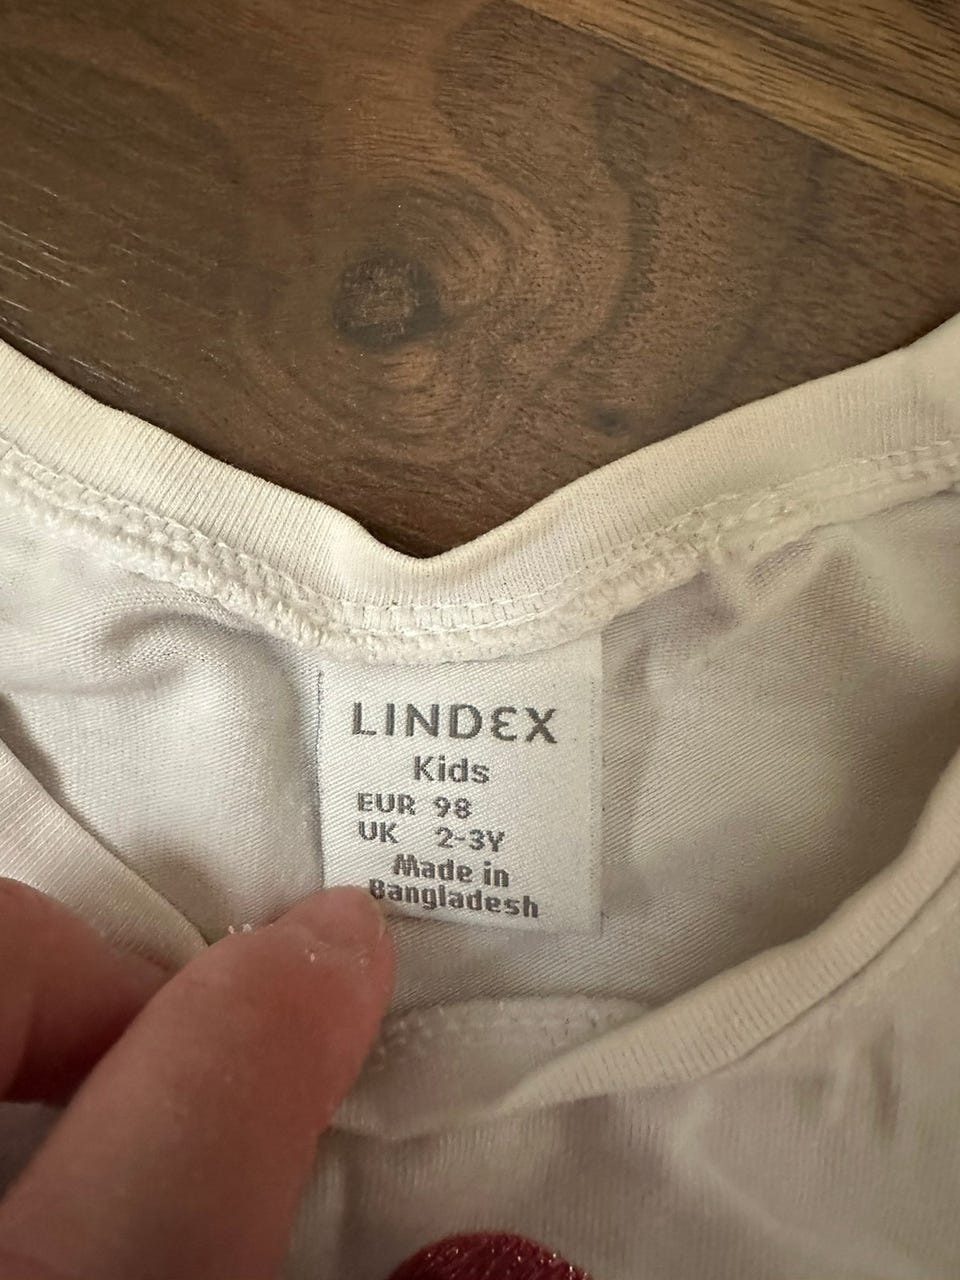 LINDEX
Kids
EUR 98
UK 2-3Y
Made in
Bangladesh